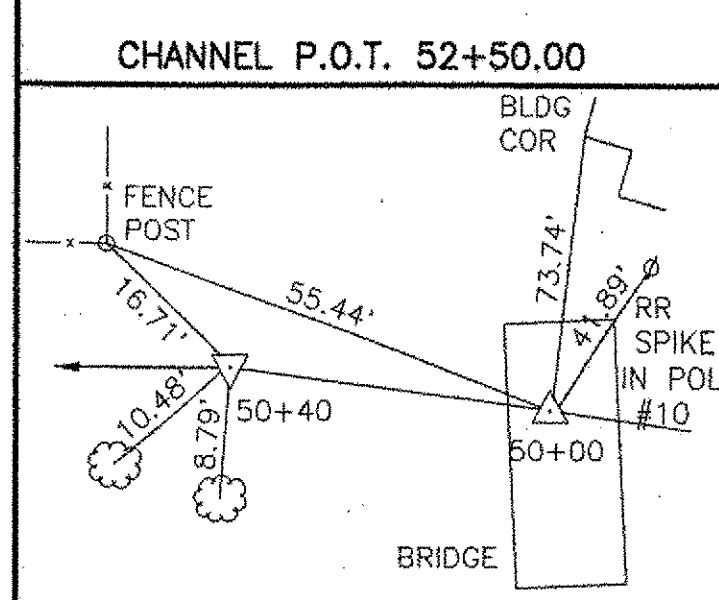 CHANNEL P.O.T. 52+50.00
BLDG
COR
FENCE
POST
73.74'
16.71'
55.44'
41.89'
RR
SPIKE
IN POL
#10
10.48'
8.79'
50+40
50+00
BRIDGE